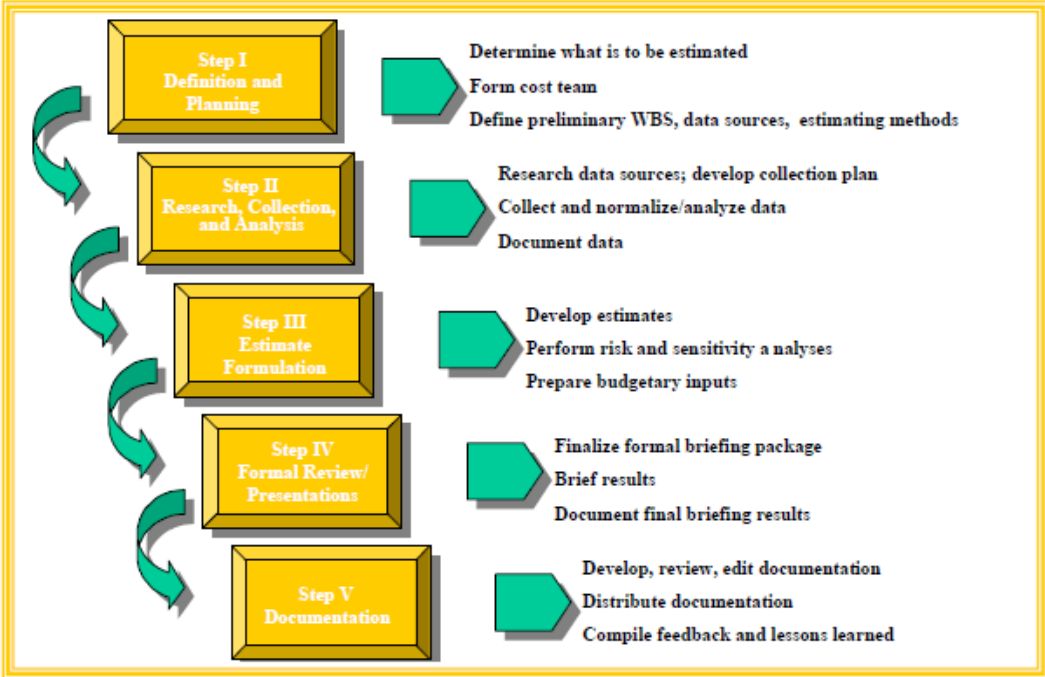 Step I
Definition and
Planning
Determine what is to be estimated
Form cost team
Define preliminary WBS, data sources, estimating methods
Step II
Research, Collection,
and Analysis
Research data sources; develop collection plan
Collect and normalize/analyze data
Document data
Step III
Estimate
Formulation
Develop estimates
Perform risk and sensitivity a nalyses
Prepare budgetary inputs
Step IV
Formal Review/
Presentations
Finalize formal briefing package
Brief results
Document final briefing results
Step V
Documentation
Develop, review, edit documentation
Distribute documentation
Compile feedback and lessons learned